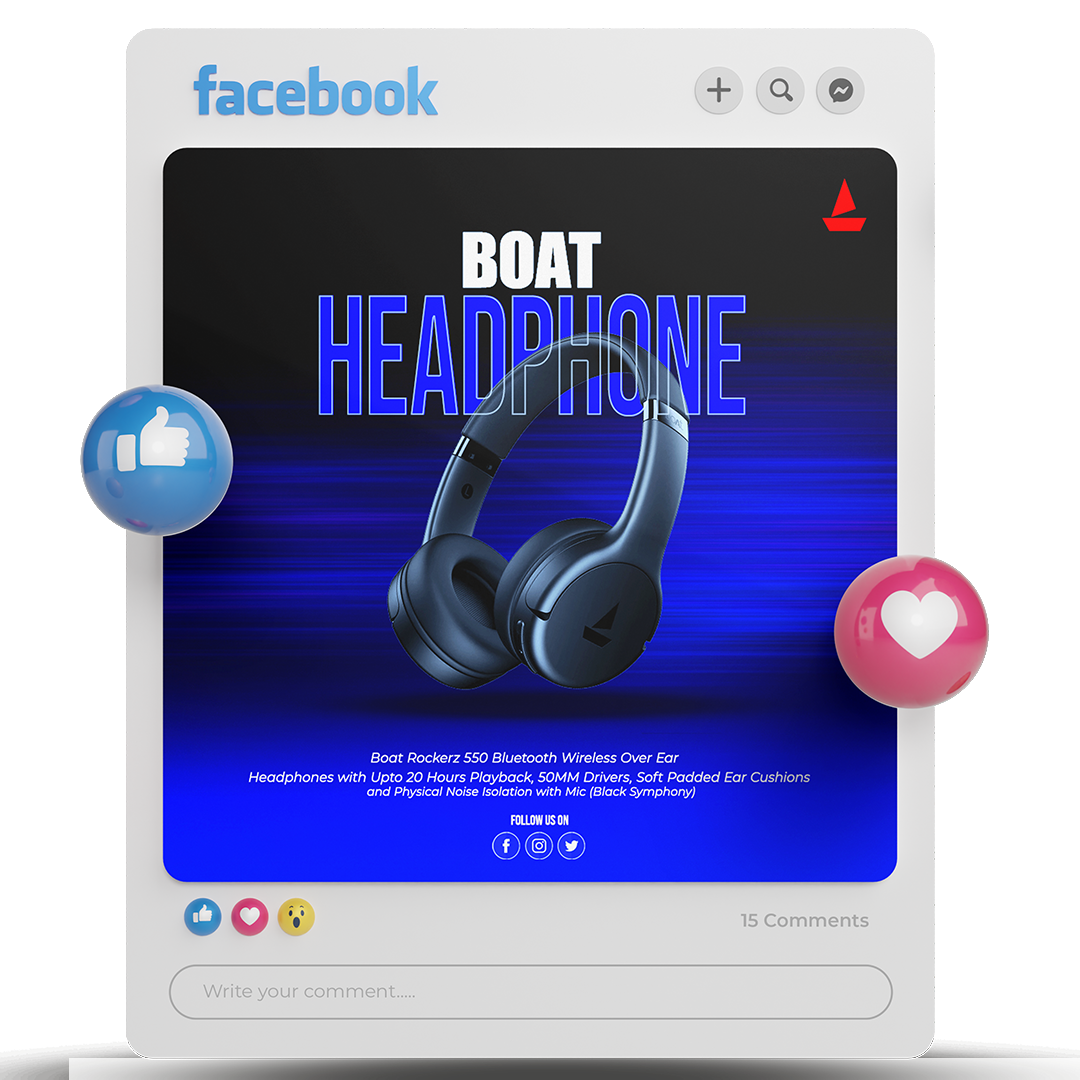 facebook
BOAT
HEADPHONE
Boat Rockerz 550 Bluetooth Wireless Over Ear
Headphones with Upto 20 Hours Playback, 50MM Drivers, Soft Padded Ear Cushions
and Physical Noise Isolation with Mic (Black Symphony)
FOLLOW US ON
15 Comments
Write your comment.....